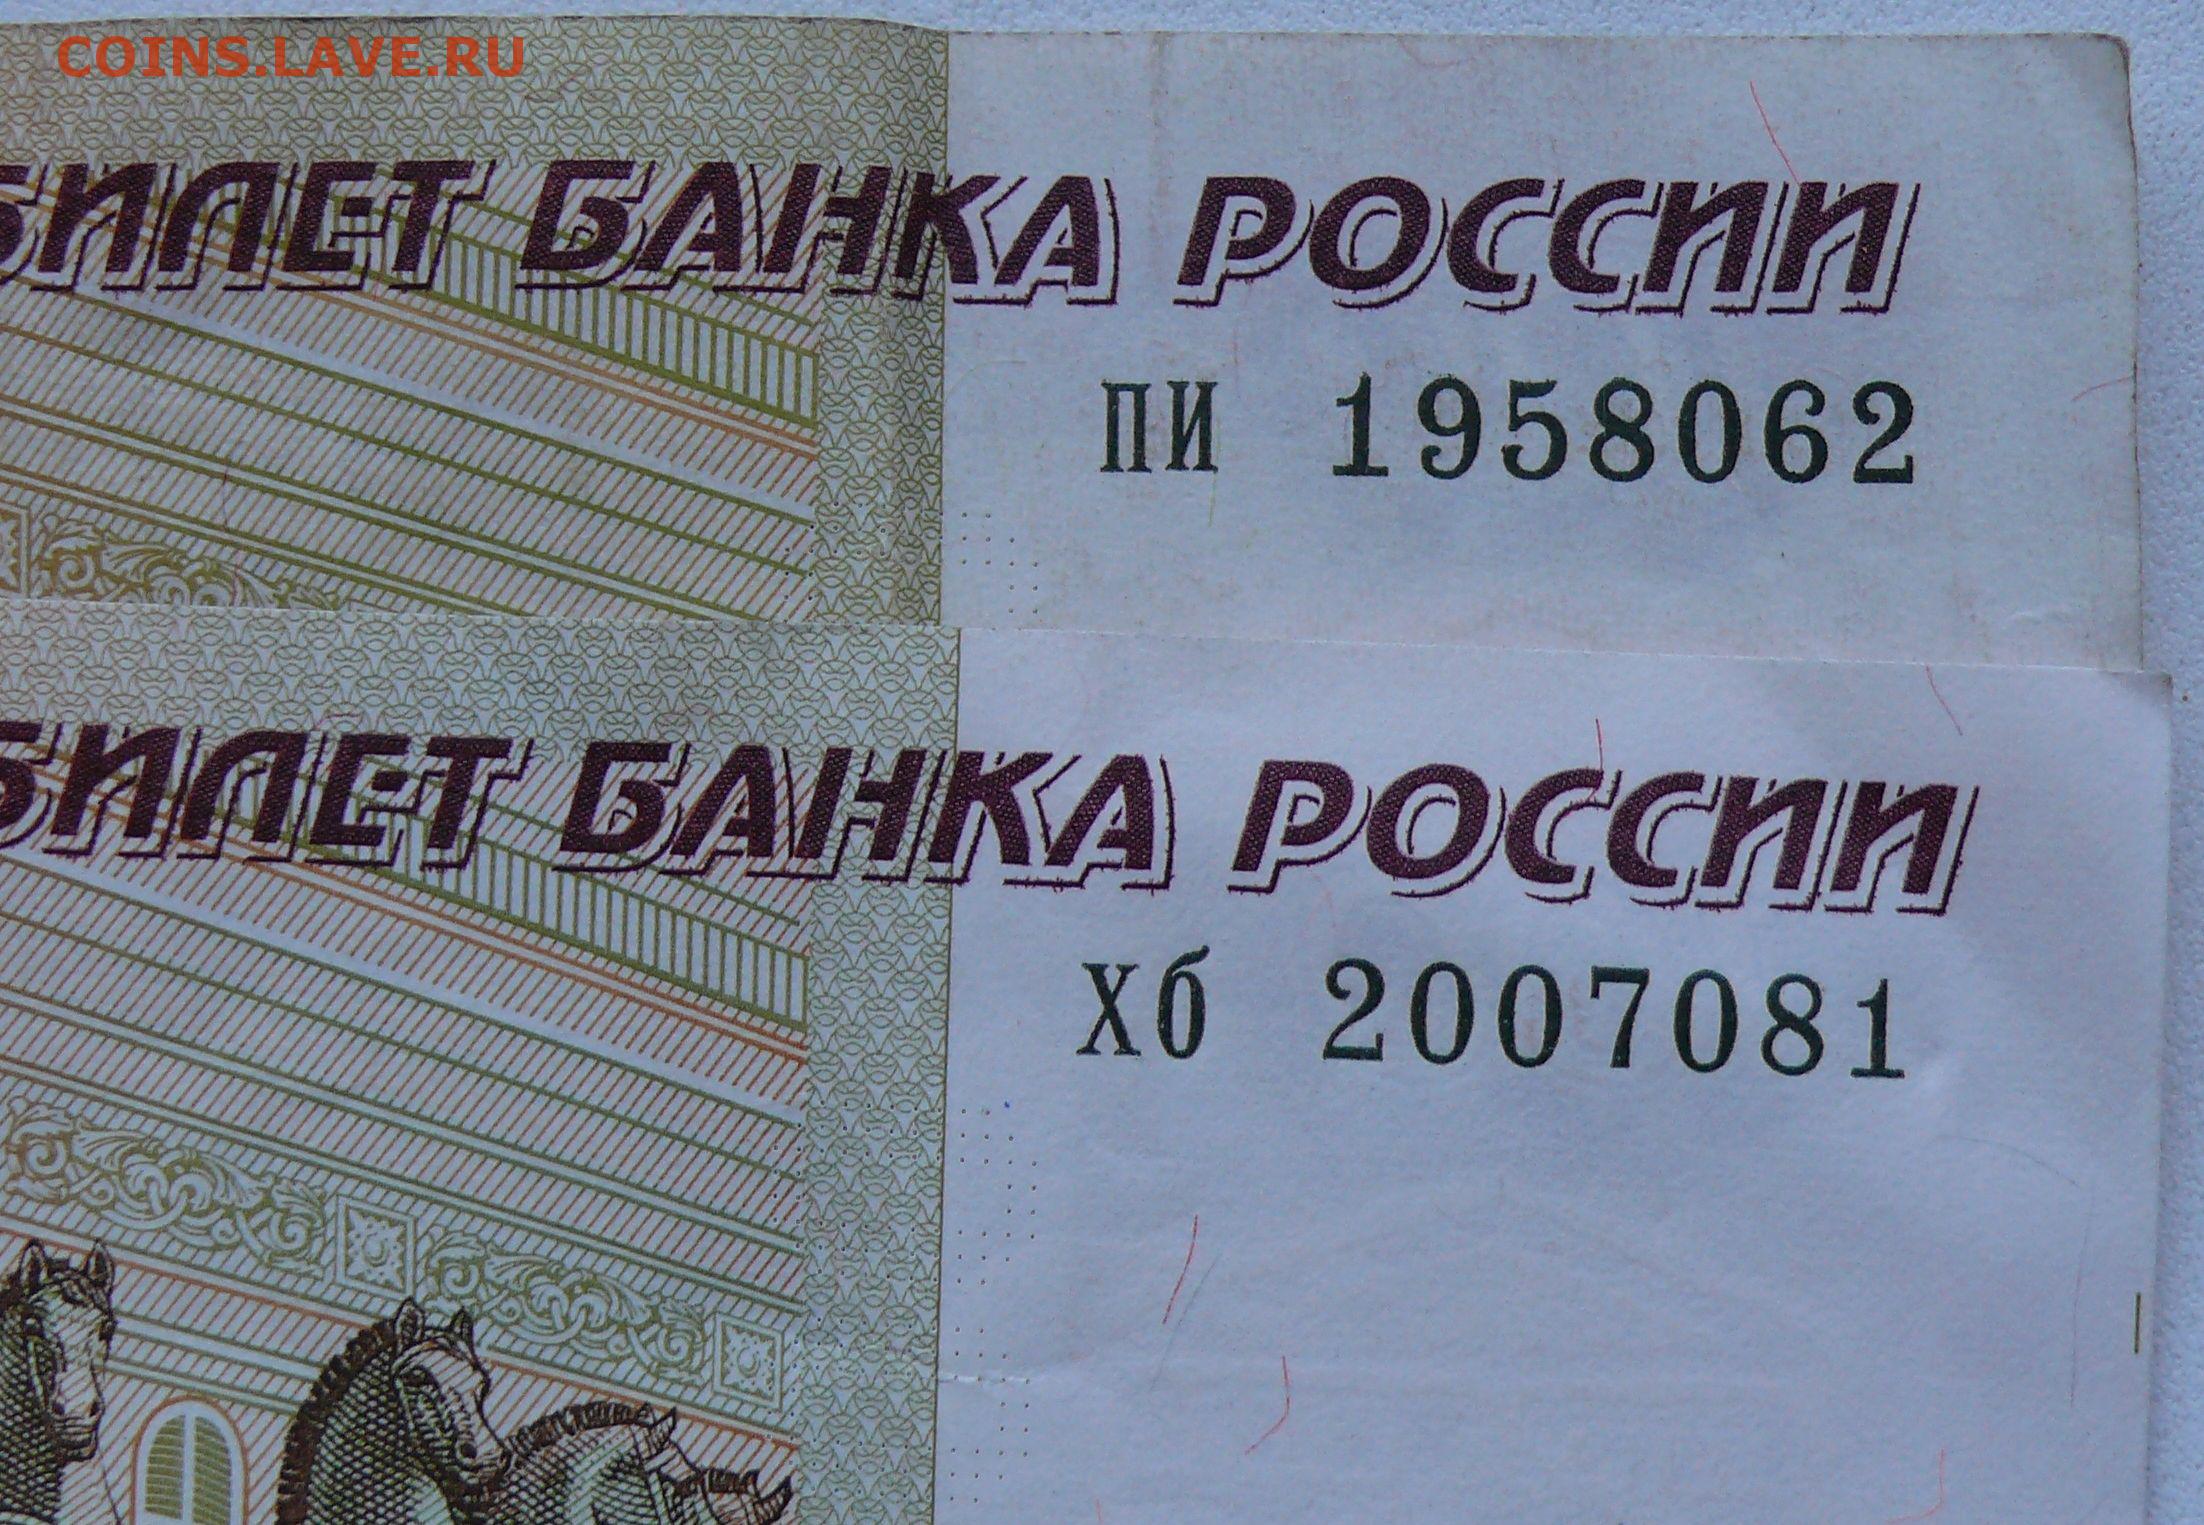 COINS.LAVE.RU
БИЛЕТ БАНКА РОССИИ
ПИ 1958062
БИЛЕТ БАНКА РОССИИ
Хб 2007081